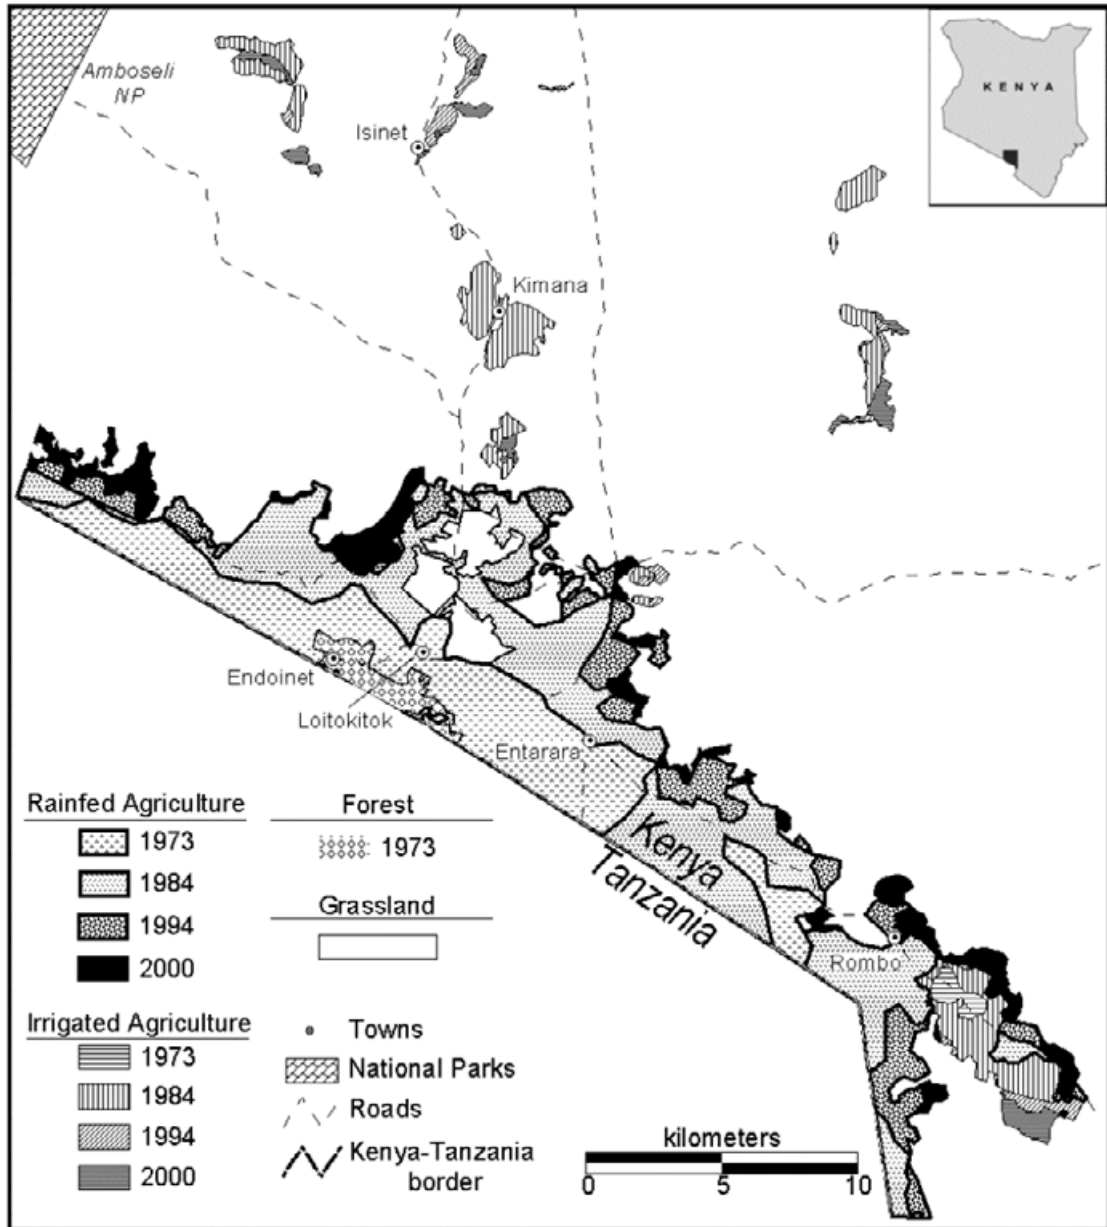 Amboseli
NP
KENYA
Isinet
Kimana
Endoinet
Loitokitok
Entarara
Kenya
Tanzania
Rombo
Rainfed Agriculture
1973
1984
1994
2000
Forest
1973
Grassland
Irrigated Agriculture
1973
1984
1994
2000
Towns
National Parks
Roads
Kenya-Tanzania
border
kilometers
0 5 10